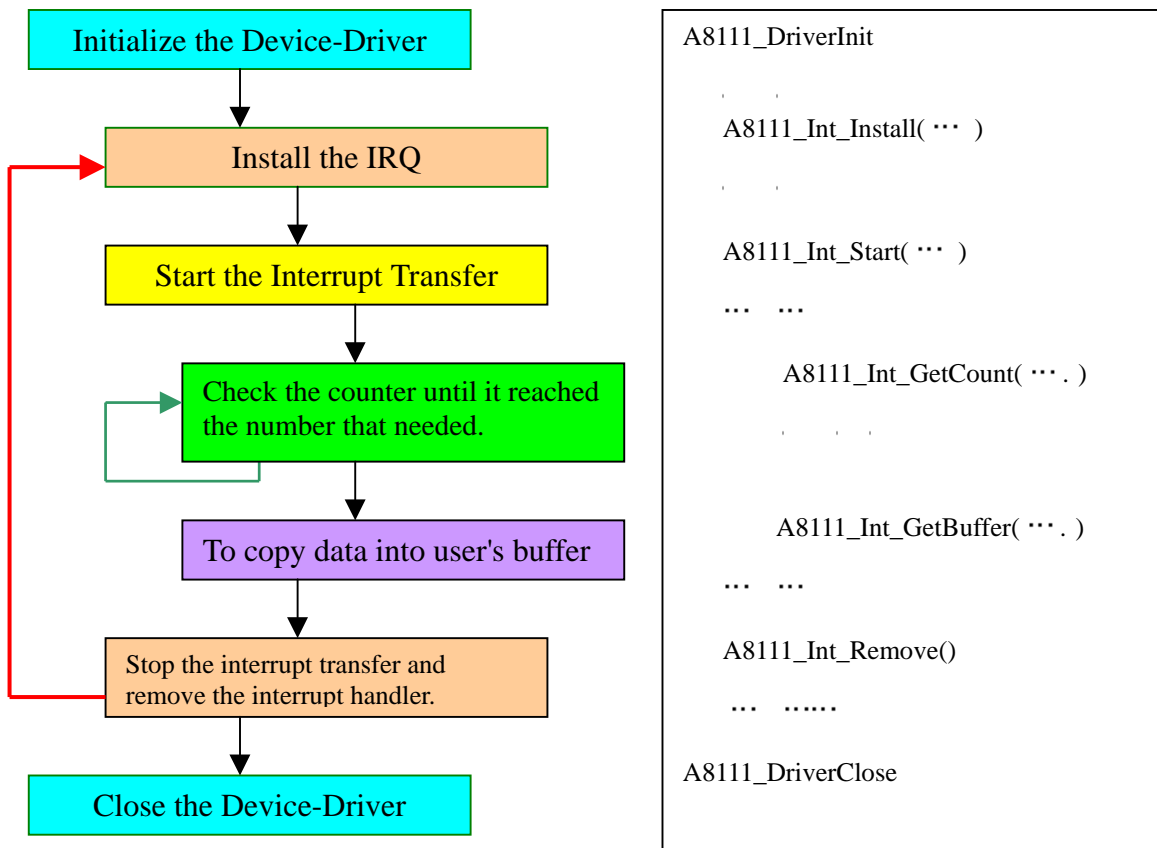 Initialize the Device-Driver
Install the IRQ
Start the Interrupt Transfer
Check the counter until it reached
the number that needed.
To copy data into user's buffer
Stop the interrupt transfer and
remove the interrupt handler.
Close the Device-Driver
A8111_DriverInit
A8111_Int_Install( ··· )
A8111_Int_Start( ··· )
··· ···
A8111_Int_GetCount( ··· . )
A8111_Int_GetBuffer( ··· . )
··· ···
A8111_Int_Remove()
··· ······
A8111_DriverClose